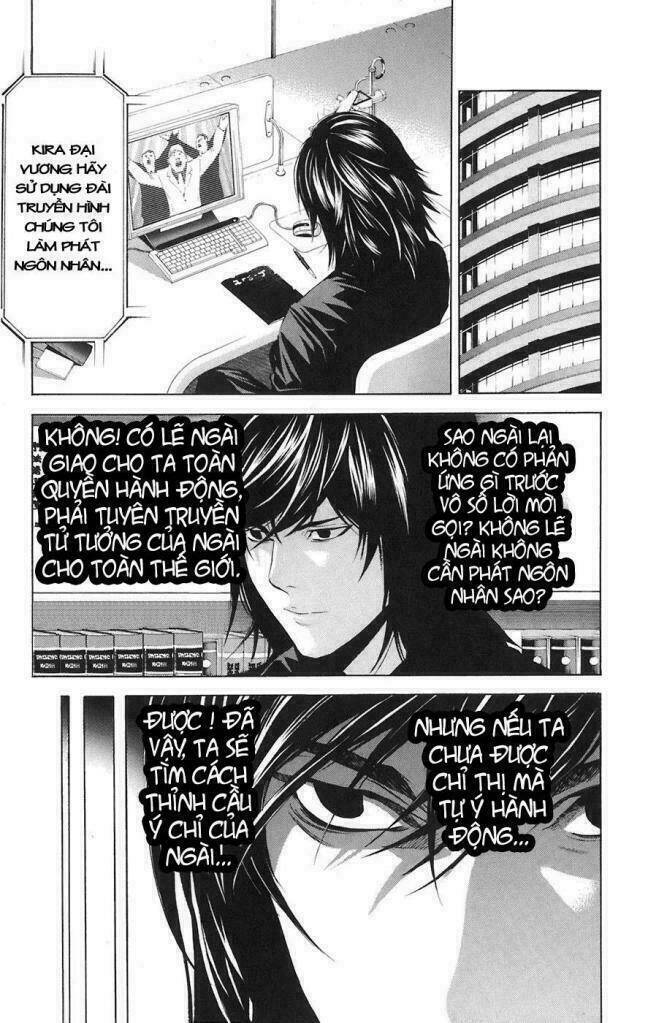 KIRA ĐẠI
VƯƠNG HÃY
SỬ DỤNG ĐÀI
TRUYỀN HÌNH
CHÚNG TÔI
LÀM PHÁT
NGÔN NHÂN...
SAO NGÀI LẠI
KHÔNG CÓ PHẢN
ỨNG GÌ TRƯỚC
VÔ SỐ LỜI MỜI
GỌI? KHÔNG LẼ
NGÀI KHÔNG
CẦN PHÁT NGÔN
NHÂN SAO?
KHÔNG! CÓ LẼ NGÀI
GIAO CHO TA TOÀN
QUYỀN HÀNH ĐỘNG,
PHẢI TUYÊN TRUYỀN
TƯ TƯỞNG CỦA NGÀI
CHO TOÀN THẾ GIỚI.
NHƯNG NẾU TA
CHƯA ĐƯỢC
CHỈ THỊ MÀ
TỰ Ý HÀNH
ĐỘNG...
ĐƯỢC! ĐÃ
VẬY, TA SẼ
TÌM CÁCH
THỈNH CẦU
Ý CHỈ CỦA
NGÀI!..